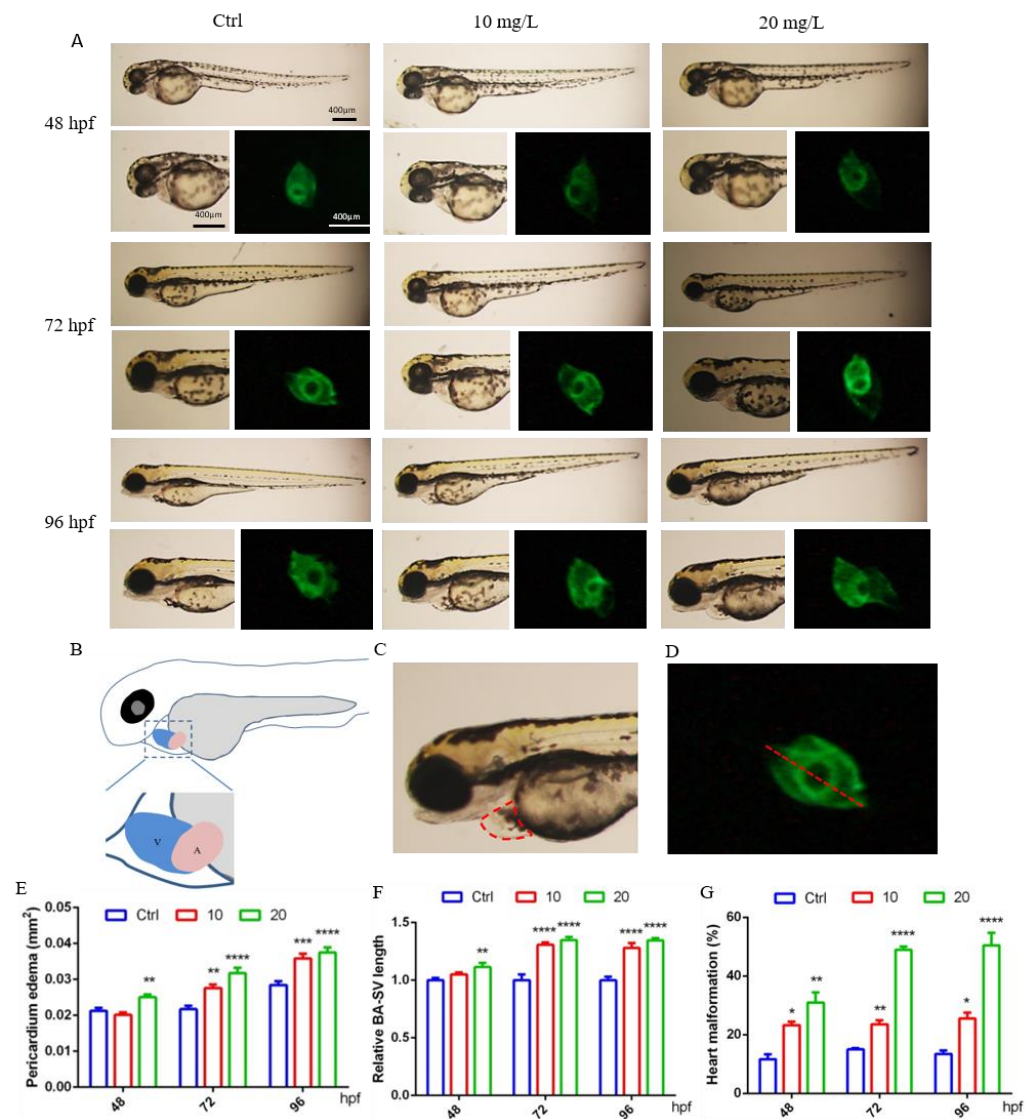 Ctrl 10 mg/L 20 mg/L
A
400μm
48 hpf
400μm 400μm
72 hpf
96 hpf
B C D
V A
E F G
Ctrl 10 20
Pericardium edema (mm²)
0.05
0.04
0.03
0.02
0.01
0.00
** ** **** *** ****
48 72 96 hpf
Ctrl 10 20
Relative BA-SV length
1.5
1.0
0.5
0.0
** **** **** **** ****
48 72 96 hpf
Ctrl 10 20
Heart malformation (%)
60
40
20
0
* ** ** **** * ****
48 72 96 hpf